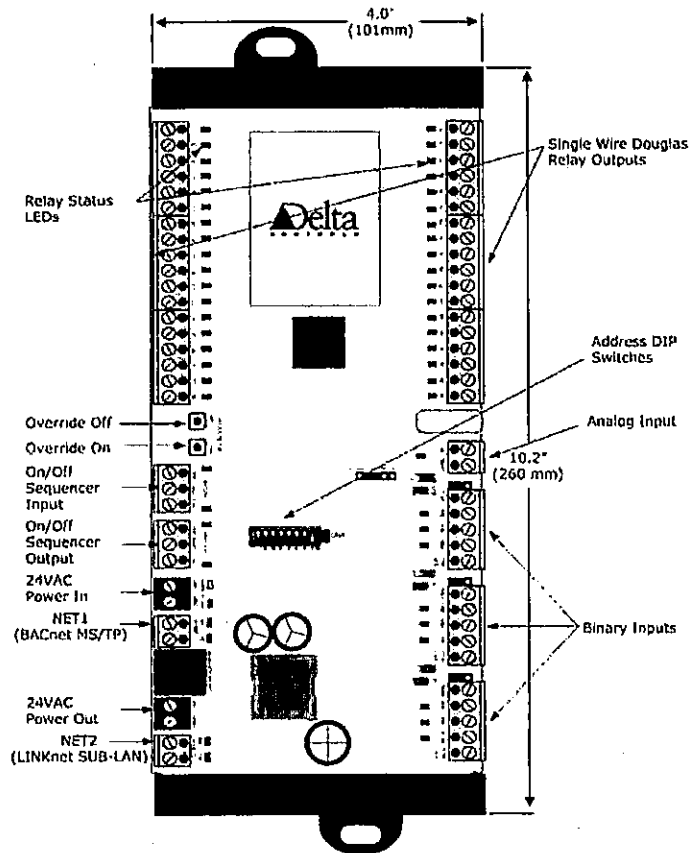 4.0"
(101mm)
Single Wire Douglas
Relay Outputs
Relay Status
LEDs
Delta
CONTROLS
Address DIP
Switches
Override Off
Analog Input
Override On
10.2"
(260 mm)
On/Off
Sequencer
Input
On/Off
Sequencer
Output
24VAC
Power In
NET1
(BACnet MS/TP)
Binary Inputs
24VAC
Power Out
NET2
(LINKnet SUB-LAN)